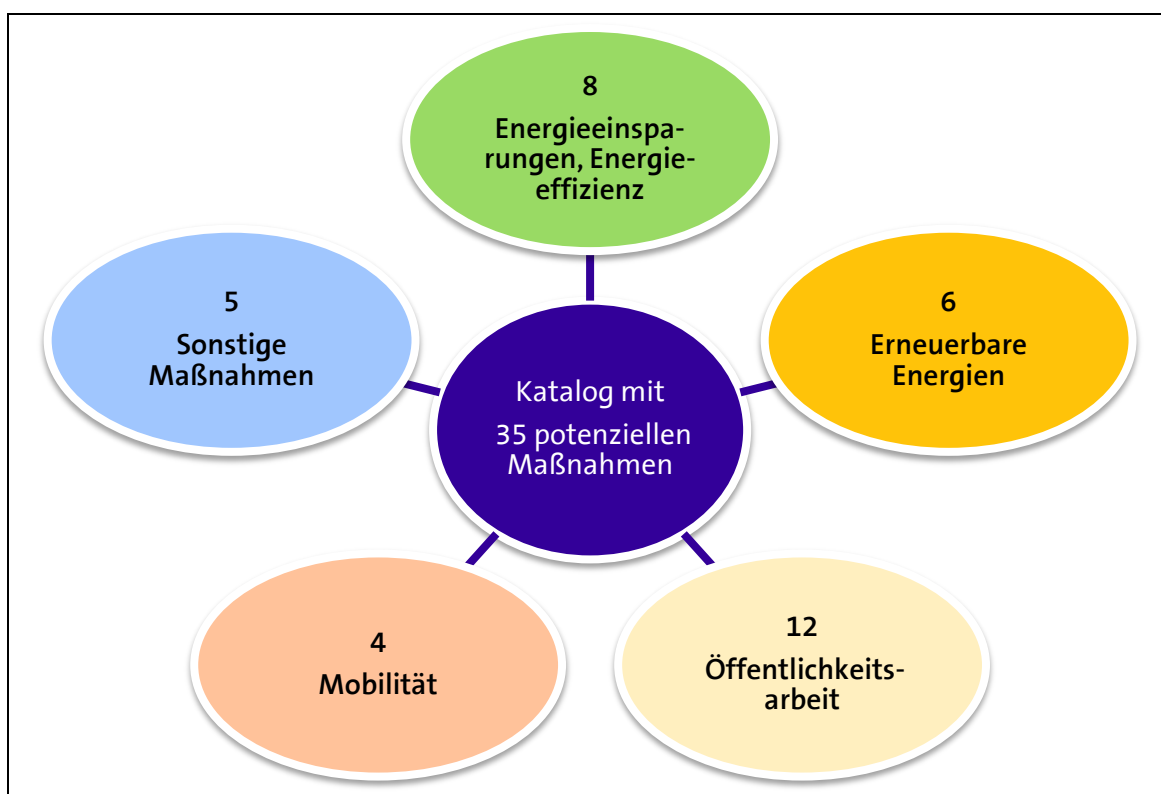 8
Energieeinspa-
rungen, Energie-
effizienz
5
Sonstige
Maßnahmen
6
Erneuerbare
Energien
Katalog mit
35 potenziellen
Maßnahmen
4
Mobilität
12
Öffentlichkeits-
arbeit